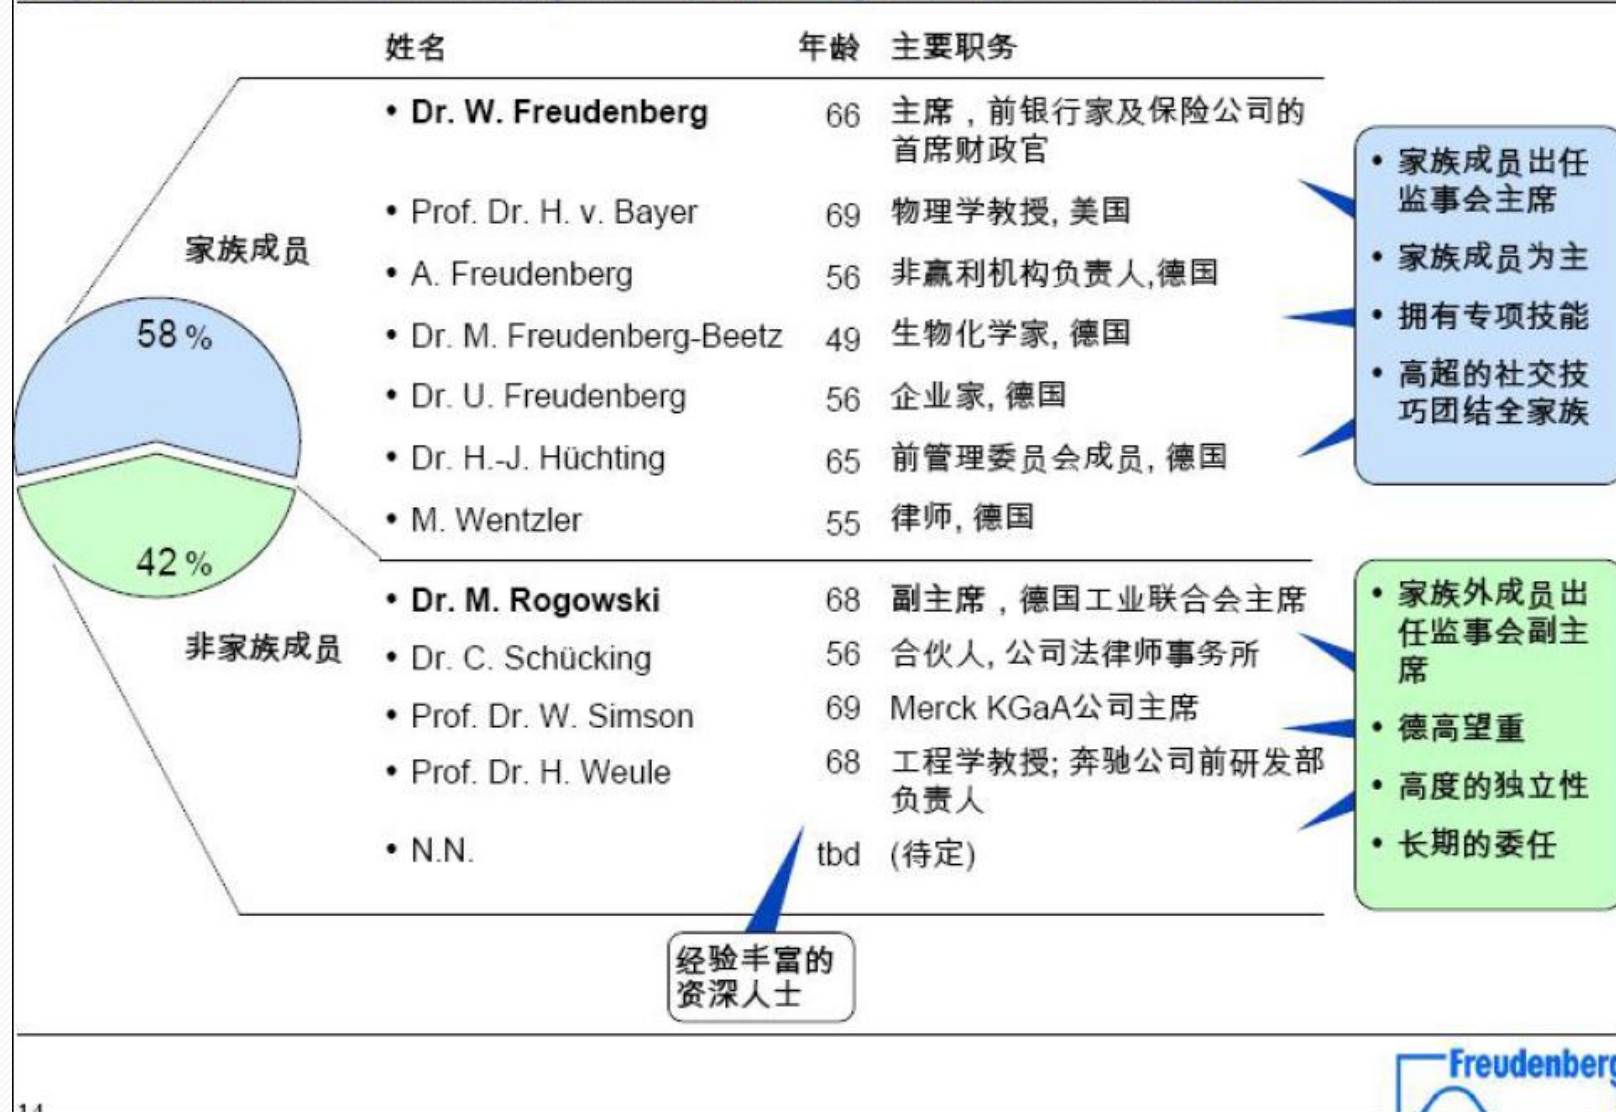 姓名 年龄 主要职务
家族成员
58 %
• Dr. W. Freudenberg 66 主席，前银行家及保险公司的
首席财政官
• Prof. Dr. H. v. Bayer 69 物理学教授, 美国
• A. Freudenberg 56 非赢利机构负责人,德国
• Dr. M. Freudenberg-Beetz 49 生物化学家, 德国
• Dr. U. Freudenberg 56 企业家, 德国
• Dr. H.-J. Hüchting 65 前管理委员会成员, 德国
• M. Wentzler 55 律师, 德国
• 家族成员出任
监事会主席
• 家族成员为主
• 拥有专项技能
• 高超的社交技
巧团结全家族
42 %
非家族成员
• Dr. M. Rogowski 68 副主席，德国工业联合会主席
• Dr. C. Schücking 56 合伙人, 公司法律师事务所
• Prof. Dr. W. Simson 69 Merck KGaA公司主席
• Prof. Dr. H. Weule 68 工程学教授; 奔驰公司前研发部
负责人
• N.N. tbd (待定)
• 家族外成员出
任监事会副主
席
• 德高望重
• 高度的独立性
• 长期的委任
经验丰富的
资深人士
Freudenberg
14